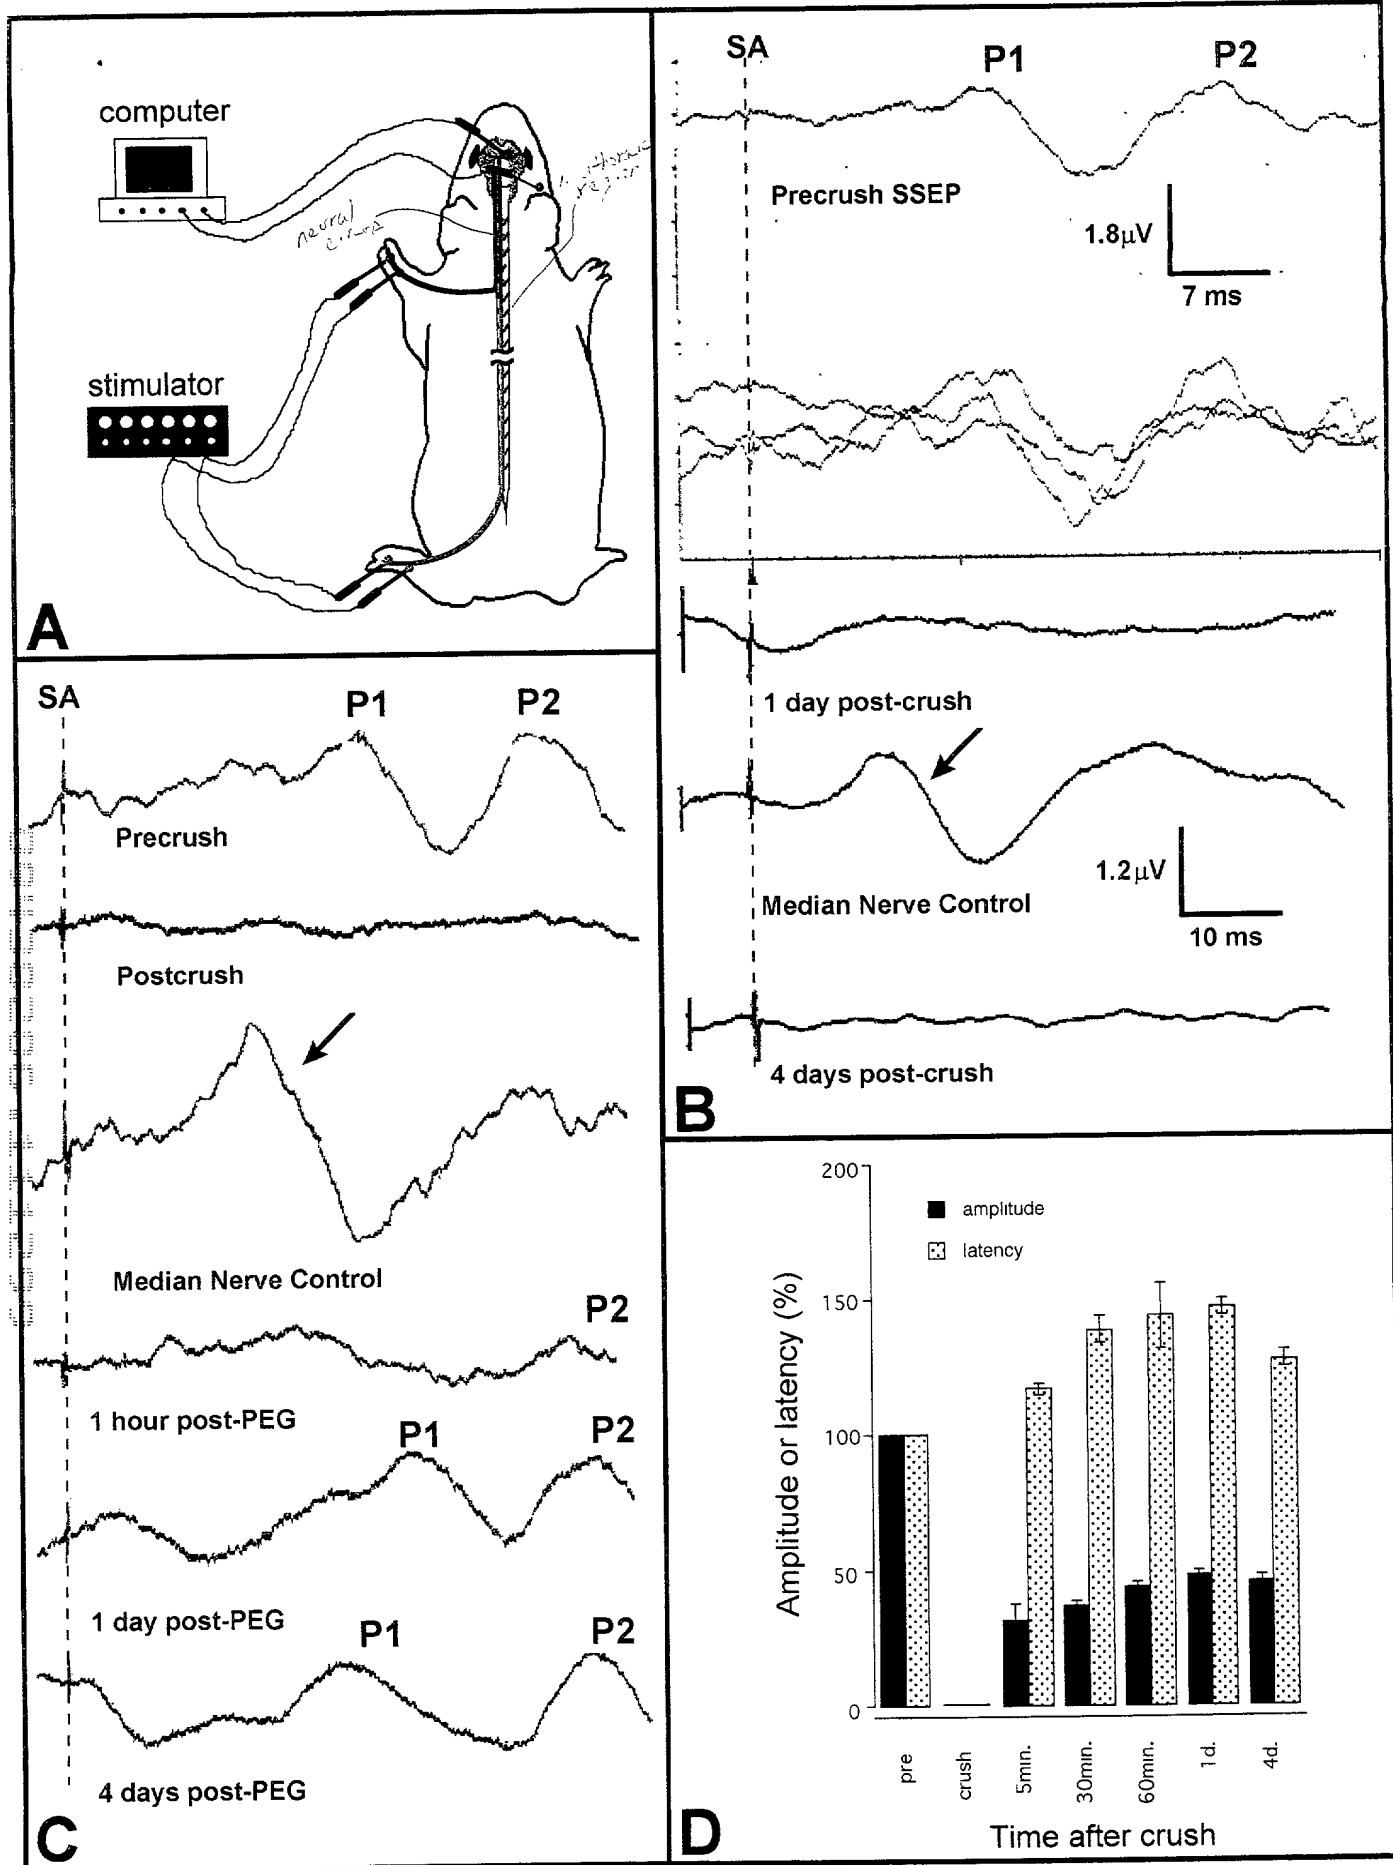 computer
neural
region
stimulator
A
SA P1 P2
Precrush SSEP
1.8µV
7 ms
1 day post-crush
Median Nerve Control
1.2µV
10 ms
4 days post-crush
B
SA P1 P2
Precrush
Postcrush
Median Nerve Control
P2
1 hour post-PEG
P1 P2
1 day post-PEG
P1 P2
4 days post-PEG
C
200
150
100
50
0
amplitude
latency
Amplitude or latency (%)
pre
crush
5min.
30min.
60min.
1d.
4d.
Time after crush
D